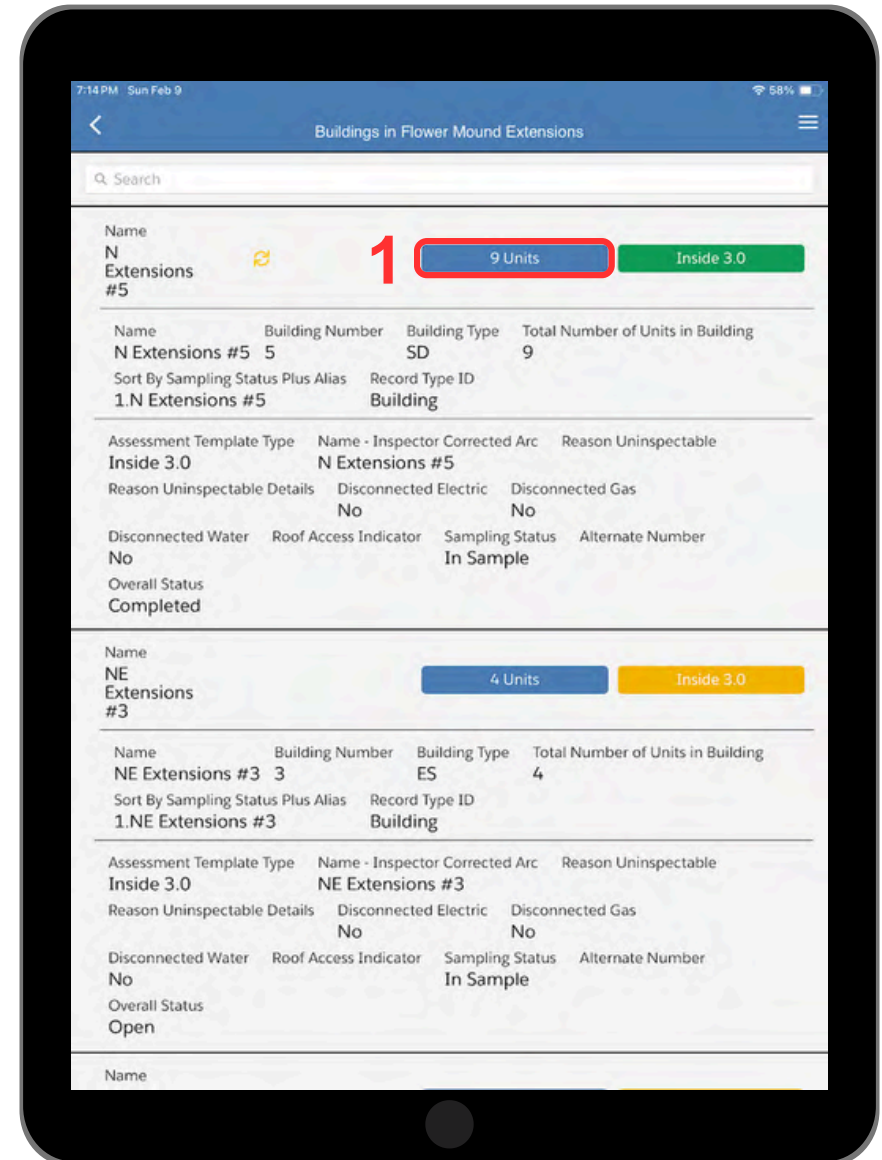 7:14 PM Sun Feb 9 58%
Buildings in Flower Mound Extensions
Search
Name
N
Extensions
#5
1
9 Units
Inside 3.0
Name Building Number Building Type Total Number of Units in Building
N Extensions #5 5 SD 9
Sort By Sampling Status Plus Alias Record Type ID
1.N Extensions #5 Building
Assessment Template Type Name - Inspector Corrected Arc Reason Uninspectable
Inside 3.0 N Extensions #5
Reason Uninspectable Details Disconnected Electric Disconnected Gas
No No
Disconnected Water Roof Access Indicator Sampling Status Alternate Number
No In Sample
Overall Status
Completed
Name
NE
Extensions
#3
4 Units
Inside 3.0
Name Building Number Building Type Total Number of Units in Building
NE Extensions #3 3 ES 4
Sort By Sampling Status Plus Alias Record Type ID
1.NE Extensions #3 Building
Assessment Template Type Name - Inspector Corrected Arc Reason Uninspectable
Inside 3.0 NE Extensions #3
Reason Uninspectable Details Disconnected Electric Disconnected Gas
No No
Disconnected Water Roof Access Indicator Sampling Status Alternate Number
No In Sample
Overall Status
Open
Name